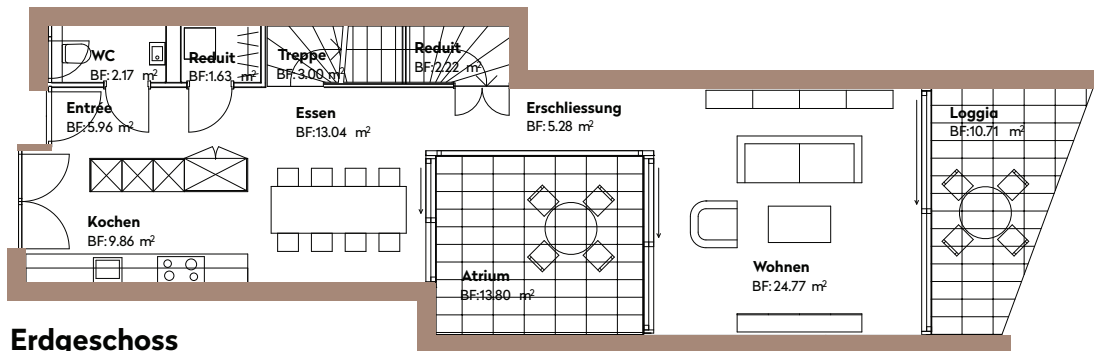 WC
BF: 2.17 m²
Reduit
BF:1.63 m²
Treppe
BF: 3.00 m²
Reduit
BF:2.22 m²
Entrée
BF:5.96 m²
Essen
BF:13.04 m²
Erschliessung
BF: 5.28 m²
Loggia
BF:10.71 m²
Kochen
BF: 9.86 m²
Atrium
BF:13.80 m²
Wohnen
BF: 24.77 m²
Erdgeschoss